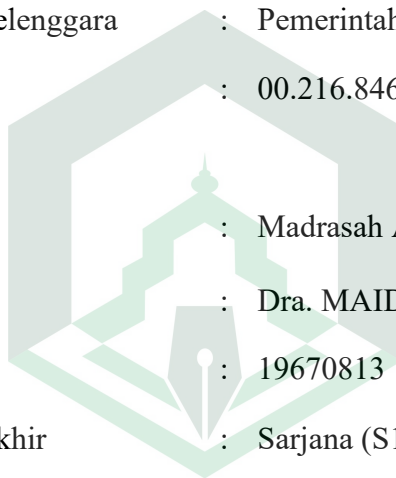 elenggara : Pemerintah
: 00.216.846
: Madrasah A
: Dra. MAID
: 19670813
khir : Sarjana (S1